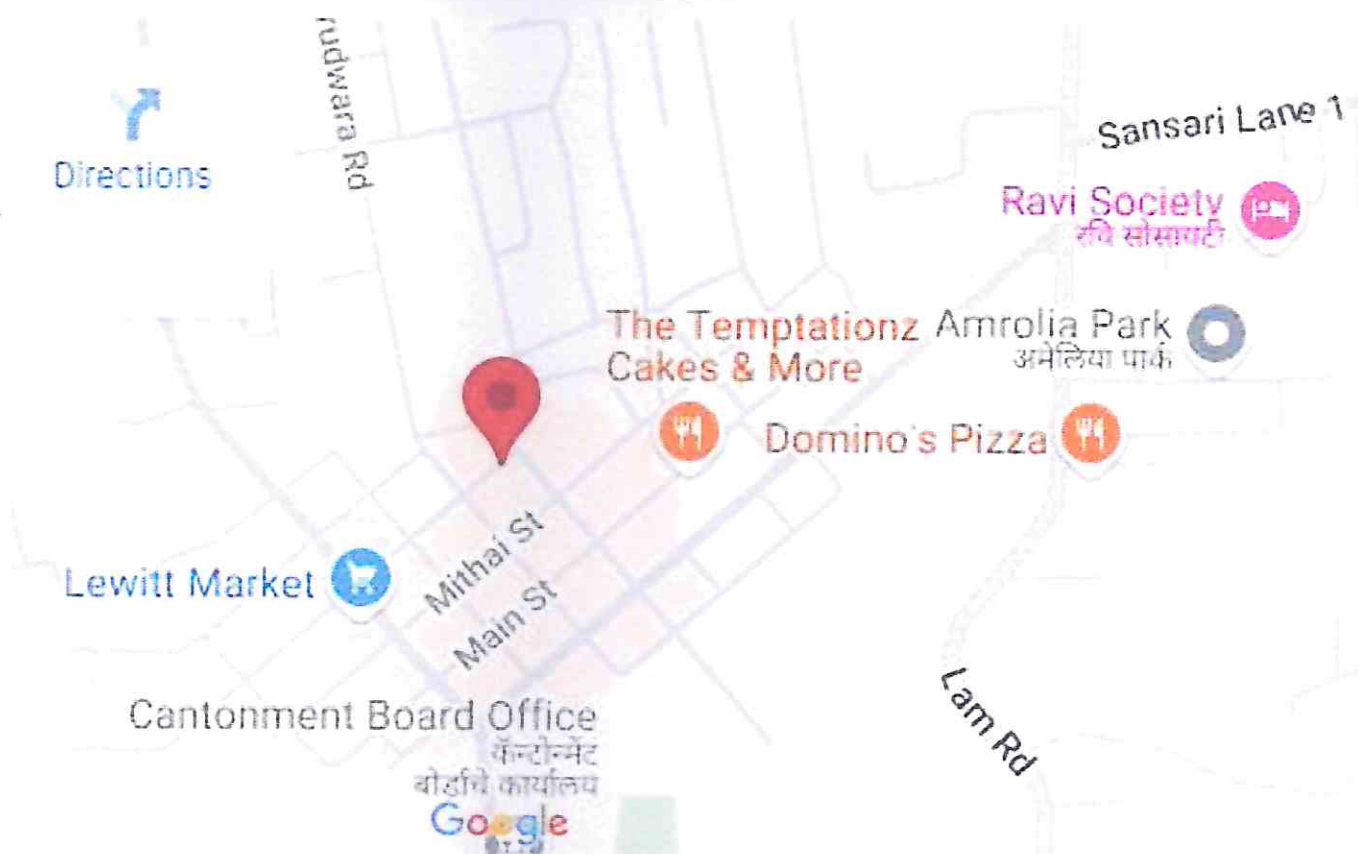 rudwara Rd
Directions
Sansari Lane 1
Ravi Society
रवि सोसायटी
The Temptationz
Cakes & More
Amrolia Park
अमेलिया पार्क
Domino's Pizza
Lewitt Market
Mithai St
Main St
Lam Rd
Cantonment Board Office
कॅन्टोन्मेंट
बोर्डाचे कार्यालय
Google